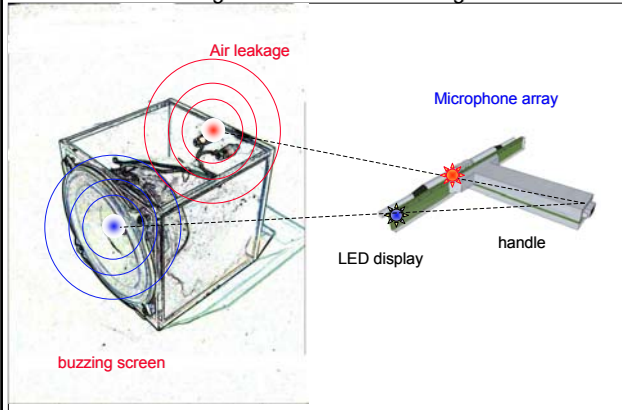 Air leakage
Microphone array
handle
LED display
buzzing screen